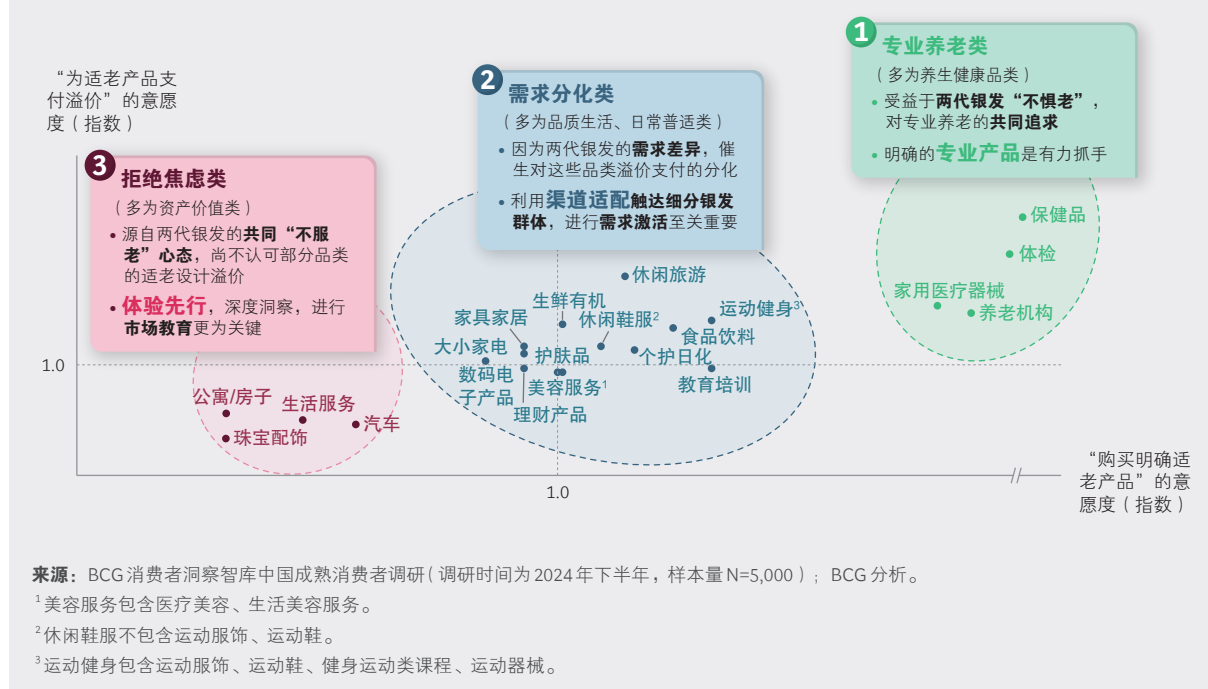 “为适老产品支
付溢价”的意愿
度（指数）
1
专业养老类
（多为养生健康品类）
• 受益于两代银发“不惧老”，
对专业养老的共同追求
• 明确的专业产品是有力抓手
2
需求分化类
（多为品质生活、日常普适类）
• 因为两代银发的需求差异，催
生对这些品类溢价支付的分化
• 利用渠道适配触达细分银发
群体，进行需求激活至关重要
3
拒绝焦虑类
（多为资产价值类）
• 源自两代银发的共同“不服
老”心态，尚不认可部分品类
的适老设计溢价
• 体验先行，深度洞察，进行
市场教育更为关键
保健品
体检
家用医疗器械
养老机构
休闲旅游
生鲜有机
运动健身3
家具家居
休闲鞋服2
食品饮料
大小家电
护肤品
个护日化
数码电
子产品
美容服务1
教育培训
理财产品
1.0
公寓/房子
生活服务
汽车
珠宝配饰
1.0
“购买明确适
老产品”的意
愿度（指数）
来源：BCG消费者洞察智库中国成熟消费者调研（调研时间为2024年下半年，样本量N=5,000）；BCG分析。
1美容服务包含医疗美容、生活美容服务。
2休闲鞋服不包含运动服饰、运动鞋。
3运动健身包含运动服饰、运动鞋、健身运动类课程、运动器械。